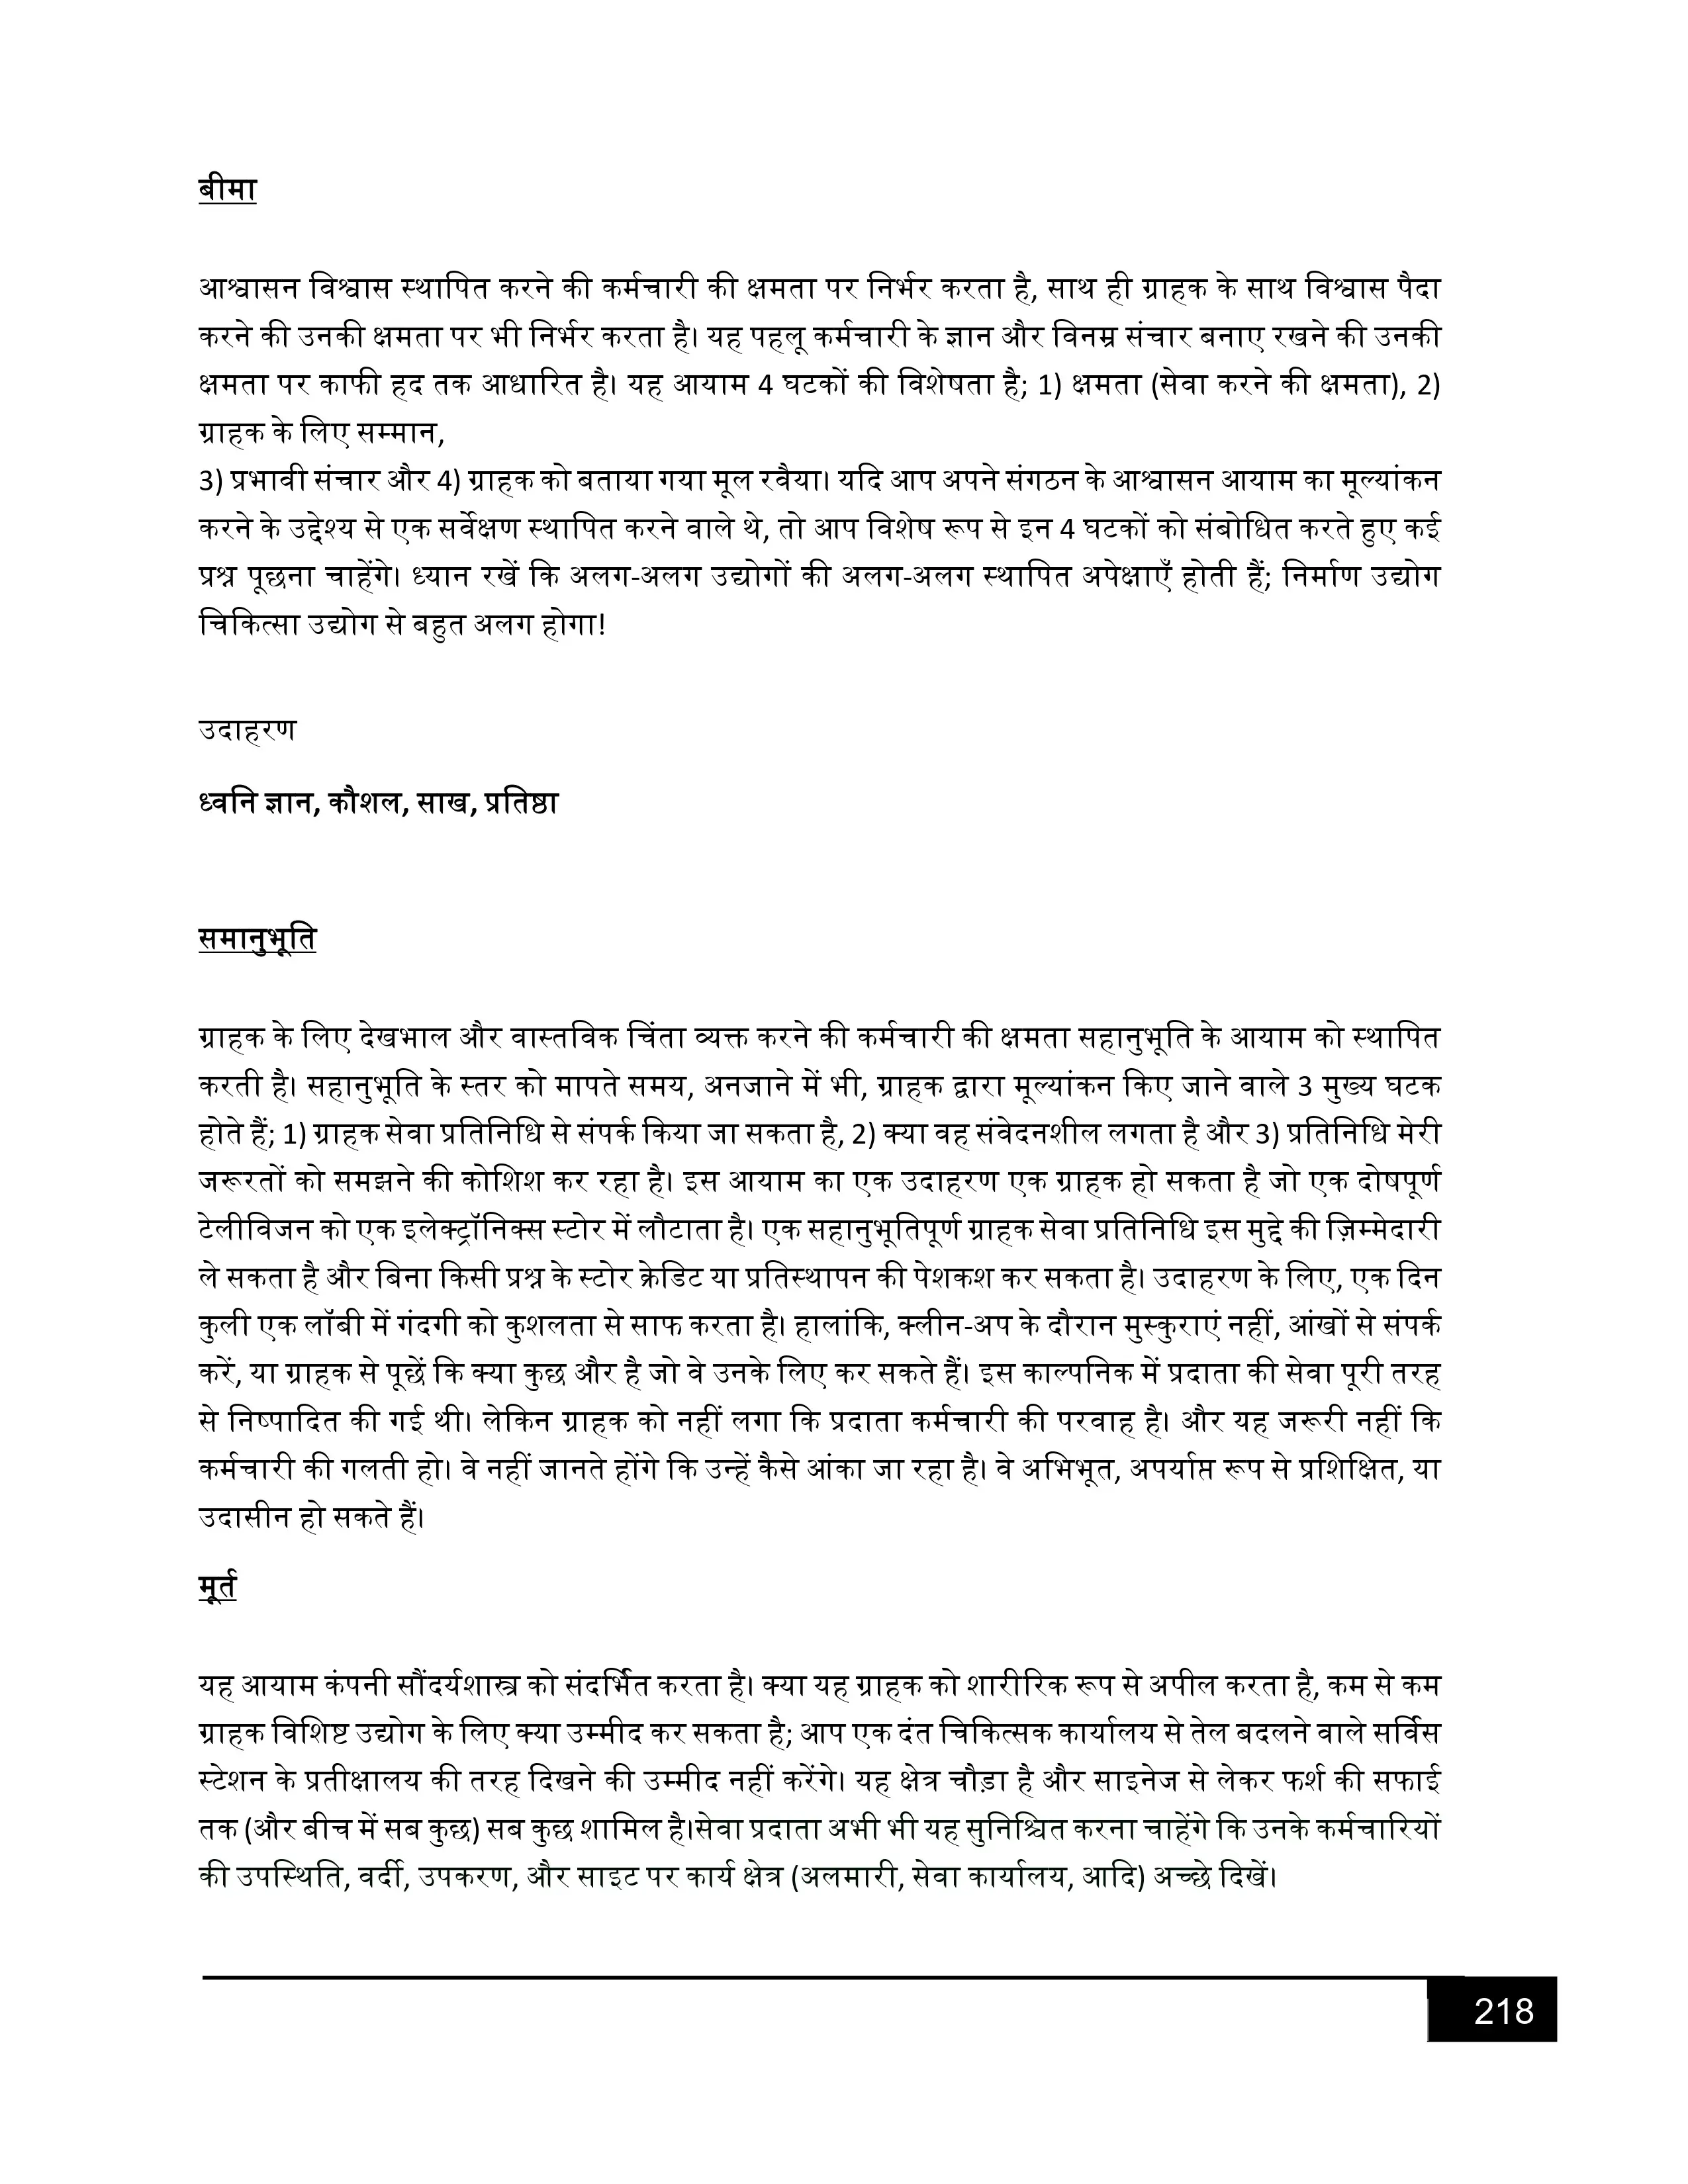 बीमा
आश्वासन विश्वास स्थापित करने की कर्मचारी की क्षमता पर निर्भर करता है, साथ ही ग्राहक के साथ विश्वास पैदा
करने की उनकी क्षमता पर भी निर्भर करता है। यह पहलू कर्मचारी के ज्ञान और विनम्र संचार बनाए रखने की उनकी
क्षमता पर काफी हद तक आधारित है। यह आयाम 4 घटकों की विशेषता है; 1) क्षमता (सेवा करने की क्षमता), 2)
ग्राहक के लिए सम्मान,
3) प्रभावी संचार और 4) ग्राहक को बताया गया मूल रवैया। यदि आप अपने संगठन के आश्वासन आयाम का मूल्यांकन
करने के उद्देश्य से एक सर्वेक्षण स्थापित करने वाले थे, तो आप विशेष रूप से इन 4 घटकों को संबोधित करते हुए कई
प्रश्न पूछना चाहेंगे। ध्यान रखें कि अलग-अलग उद्योगों की अलग-अलग स्थापित अपेक्षाएँ होती हैं; निर्माण उद्योग
चिकित्सा उद्योग से बहुत अलग होगा!
उदाहरण
ध्वनि ज्ञान, कौशल, साख, प्रतिष्ठा
समानुभूति
ग्राहक के लिए देखभाल और वास्तविक चिंता व्यक्त करने की कर्मचारी की क्षमता सहानुभूति के आयाम को स्थापित
करती है। सहानुभूति के स्तर को मापते समय, अनजाने में भी, ग्राहक द्वारा मूल्यांकन किए जाने वाले 3 मुख्य घटक
होते हैं; 1) ग्राहक सेवा प्रतिनिधि से संपर्क किया जा सकता है, 2) क्या वह संवेदनशील लगता है और 3) प्रतिनिधि मेरी
जरूरतों को समझने की कोशिश कर रहा है। इस आयाम का एक उदाहरण एक ग्राहक हो सकता है जो एक दोषपूर्ण
टेलीविजन को एक इलेक्ट्रॉनिक्स स्टोर में लौटाता है। एक सहानुभूतिपूर्ण ग्राहक सेवा प्रतिनिधि इस मुद्दे की ज़िम्मेदारी
ले सकता है और बिना किसी प्रश्न के स्टोर क्रेडिट या प्रतिस्थापन की पेशकश कर सकता है। उदाहरण के लिए, एक दिन
कुली एक लॉबी में गंदगी को कुशलता से साफ करता है। हालांकि, क्लीन-अप के दौरान मुस्कुराएं नहीं, आंखों से संपर्क
करें, या ग्राहक से पूछें कि क्या कुछ और है जो वे उनके लिए कर सकते हैं। इस काल्पनिक में प्रदाता की सेवा पूरी तरह
से निष्पादित की गई थी। लेकिन ग्राहक को नहीं लगा कि प्रदाता कर्मचारी की परवाह है। और यह जरूरी नहीं कि
कर्मचारी की गलती हो। वे नहीं जानते होंगे कि उन्हें कैसे आंका जा रहा है। वे अभिभूत, अपर्याप्त रूप से प्रशिक्षित, या
उदासीन हो सकते हैं।
मूर्त
यह आयाम कंपनी सौंदर्यशास्त्र को संदर्भित करता है। क्या यह ग्राहक को शारीरिक रूप से अपील करता है, कम से कम
ग्राहक विशिष्ट उद्योग के लिए क्या उम्मीद कर सकता है; आप एक दंत चिकित्सक कार्यालय से तेल बदलने वाले सर्विस
स्टेशन के प्रतीक्षालय की तरह दिखने की उम्मीद नहीं करेंगे। यह क्षेत्र चौड़ा है और साइनेज से लेकर फर्श की सफाई
तक (और बीच में सब कुछ) सब कुछ शामिल है।सेवा प्रदाता अभी भी यह सुनिश्चित करना चाहेंगे कि उनके कर्मचारियों
की उपस्थिति, वर्दी, उपकरण, और साइट पर कार्य क्षेत्र (अलमारी, सेवा कार्यालय, आदि) अच्छे दिखें।
218